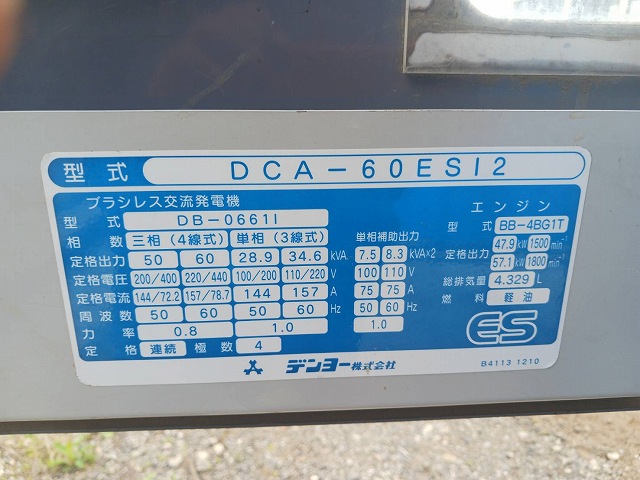 型式 DCA-60ESI2
ブラシレス交流発電機
型式 DB-0661I
相数 三相(4線式) 単相(3線式) 単相補助出力
定格出力 50 60 28.9 34.6 kVA 7.5 8.3 kVA×2
定格電圧 200/400 220/440 100/200 110/220 V 100 110 V
定格電流 144/72.2 157/78.7 144 157 A 75 75 A
周波数 50 60 50 60 Hz 50 60 Hz
力率 0.8 1.0 1.0
定格 連続 極数 4
エンジン
型式 BB-4BG1T
定格出力 47.9 kW 1500 min⁻¹
57.1 kW 1800 min⁻¹
総排気量 4.329 L
燃料 軽油
ES
デンヨー株式会社
B4113 1210